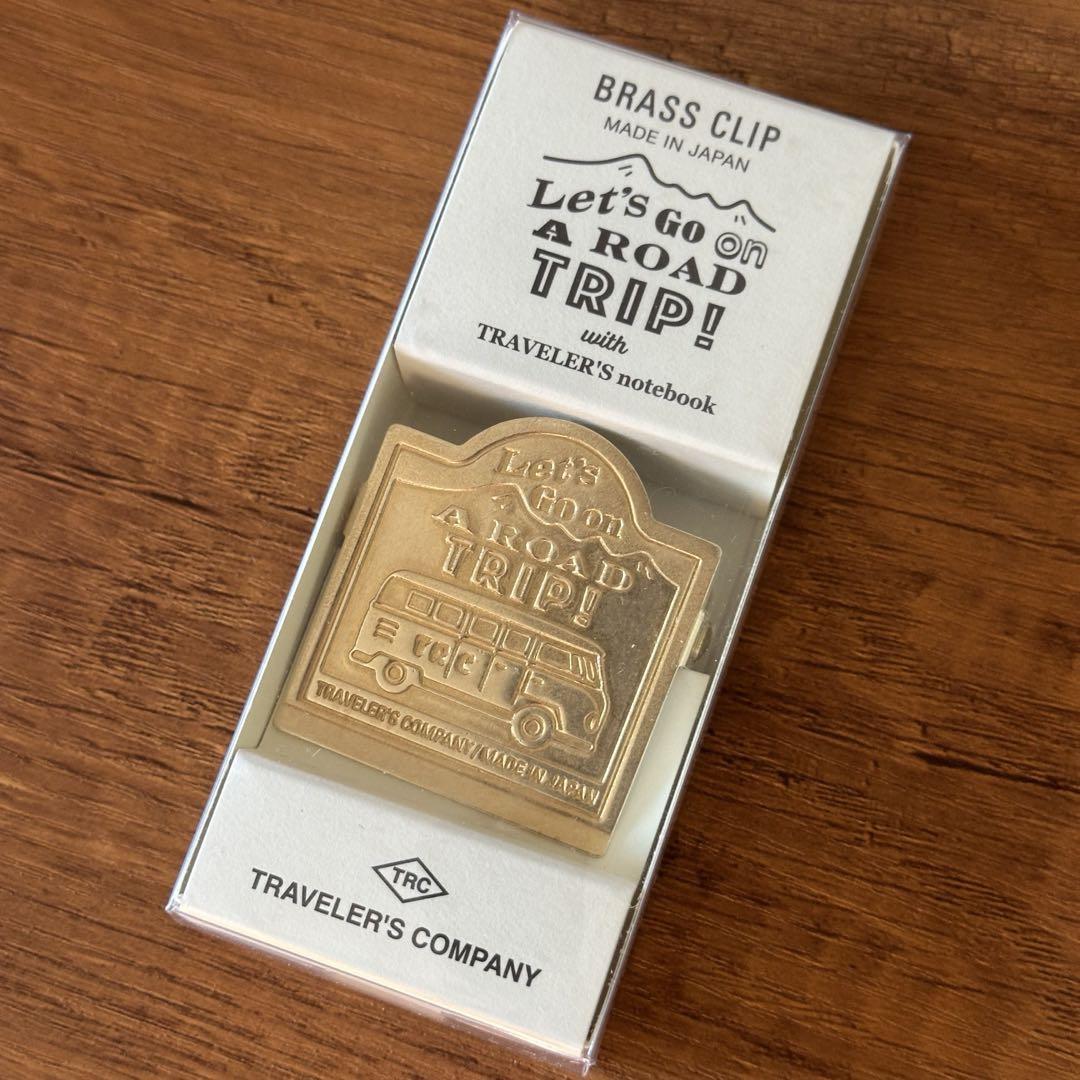 BRASS CLIP
MADE IN JAPAN
Let's Go on
A ROAD
TRIP!
with
TRAVELER'S notebook
Let's
Go on
A ROAD
TRIP!
TRC
TRAVELER'S COMPANY/MADE IN JAPAN
TRC
TRAVELER'S COMPANY